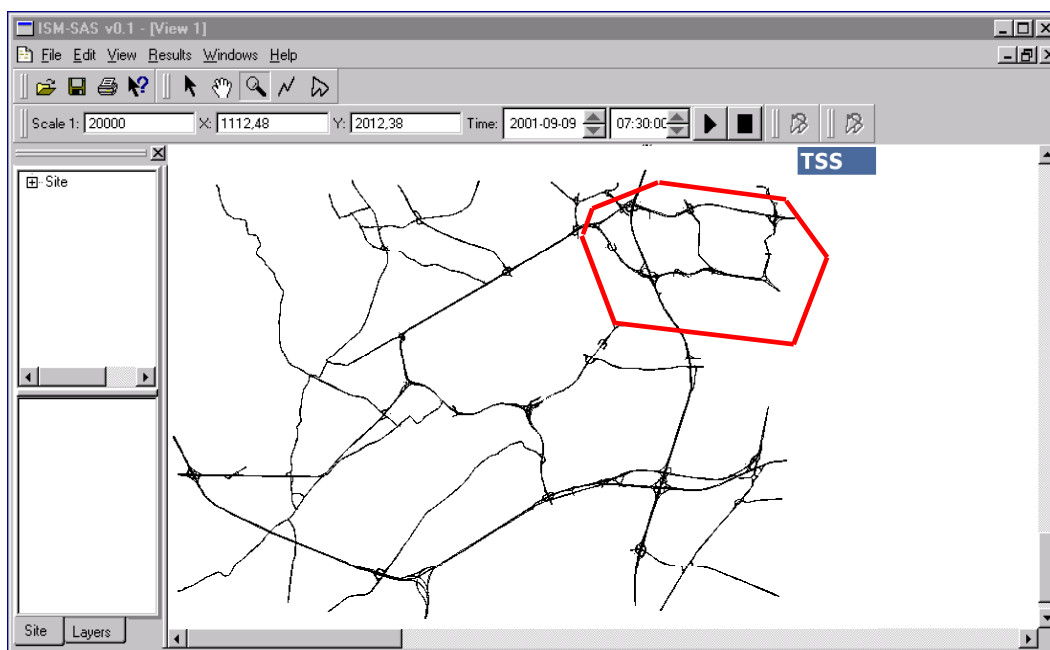 ISM-SAS v0.1 - [View 1]
File Edit View Results Windows Help
Scale 1: 20000 X: 1112,48 Y: 2012,38 Time: 2001-09-09 07:30:00
TSS
Site
Site Layers